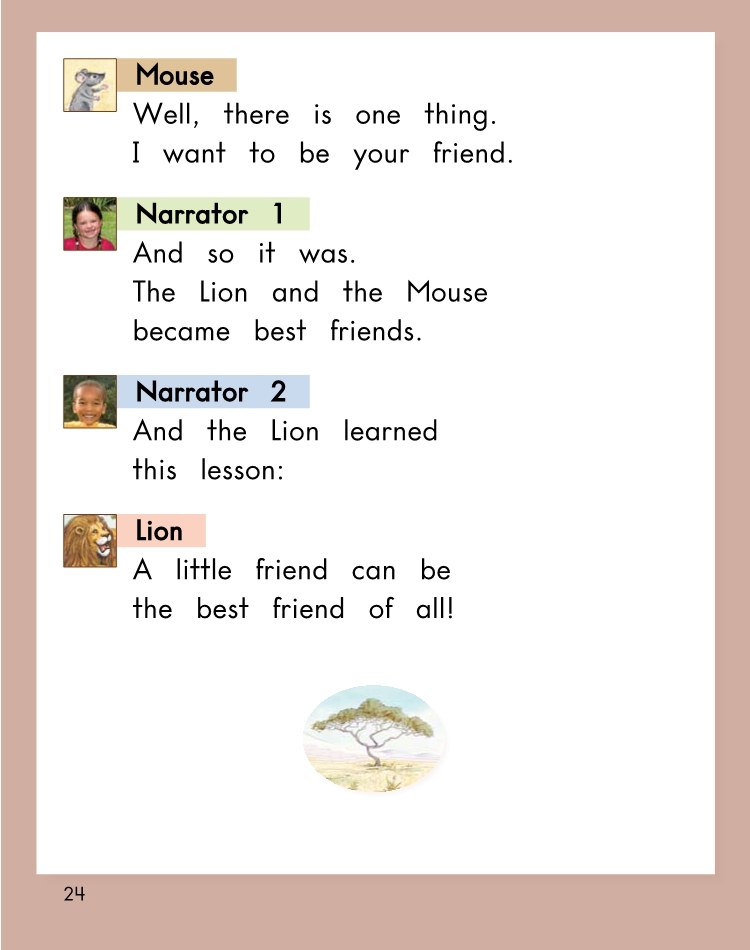 Mouse
Well, there is one thing.
I want to be your friend.
Narrator 1
And so it was.
The Lion and the Mouse
became best friends.
Narrator 2
And the Lion learned
this lesson:
Lion
A little friend can be
the best friend of all!
24